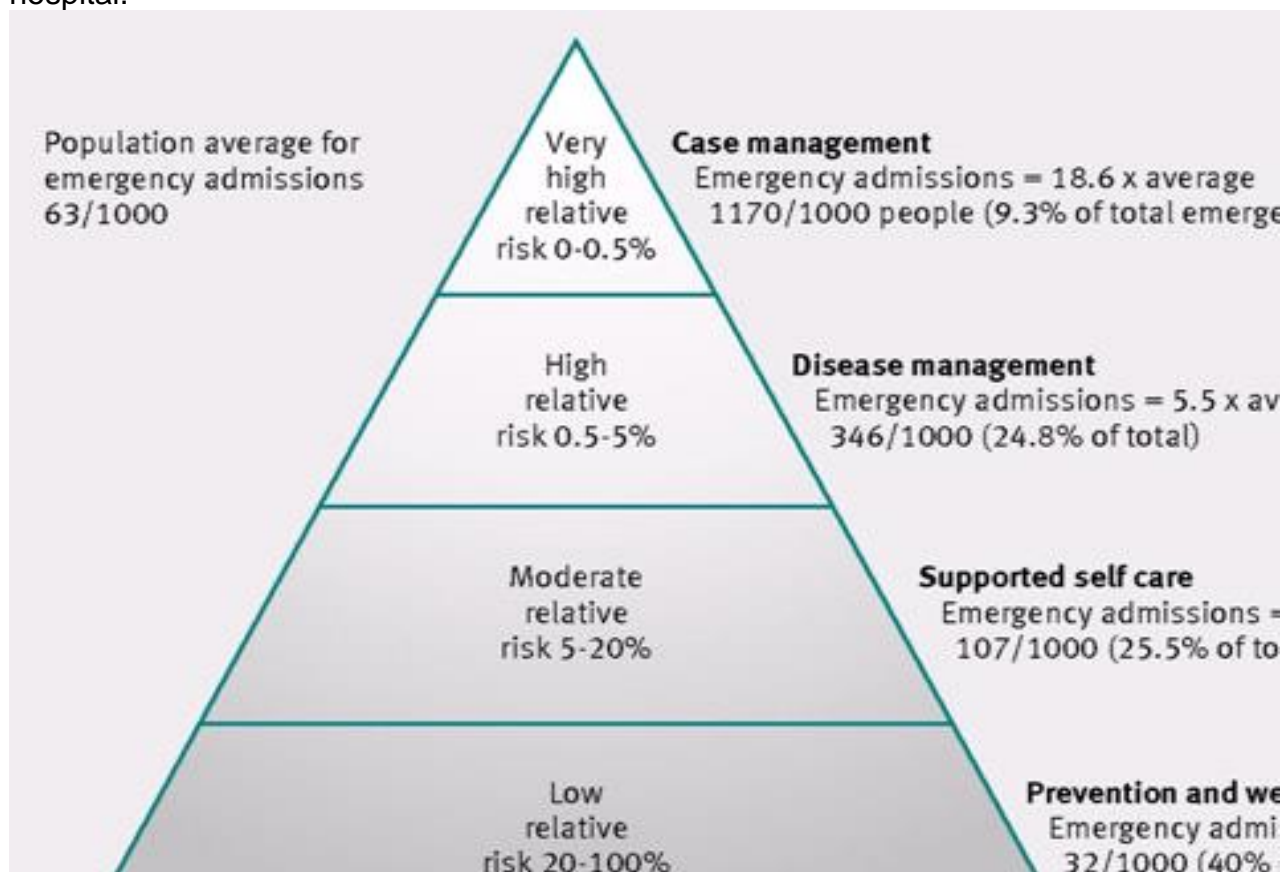 hospital.
Population average for
emergency admissions
63/1000
Very
high
relative
risk 0-0.5%
Case management
Emergency admissions = 18.6 x average
1170/1000 people (9.3% of total
High
relative
risk 0.5-5%
Disease management
Emergency admissions = 5.5 x
346/1000 (24.8% of total)
Moderate
relative
risk 5-20%
Supported self care
Emergency admissions =
107/1000 (25.5% of
Low
relative
risk 20-100%
Prevention and
Emergency
32/1000 (40%